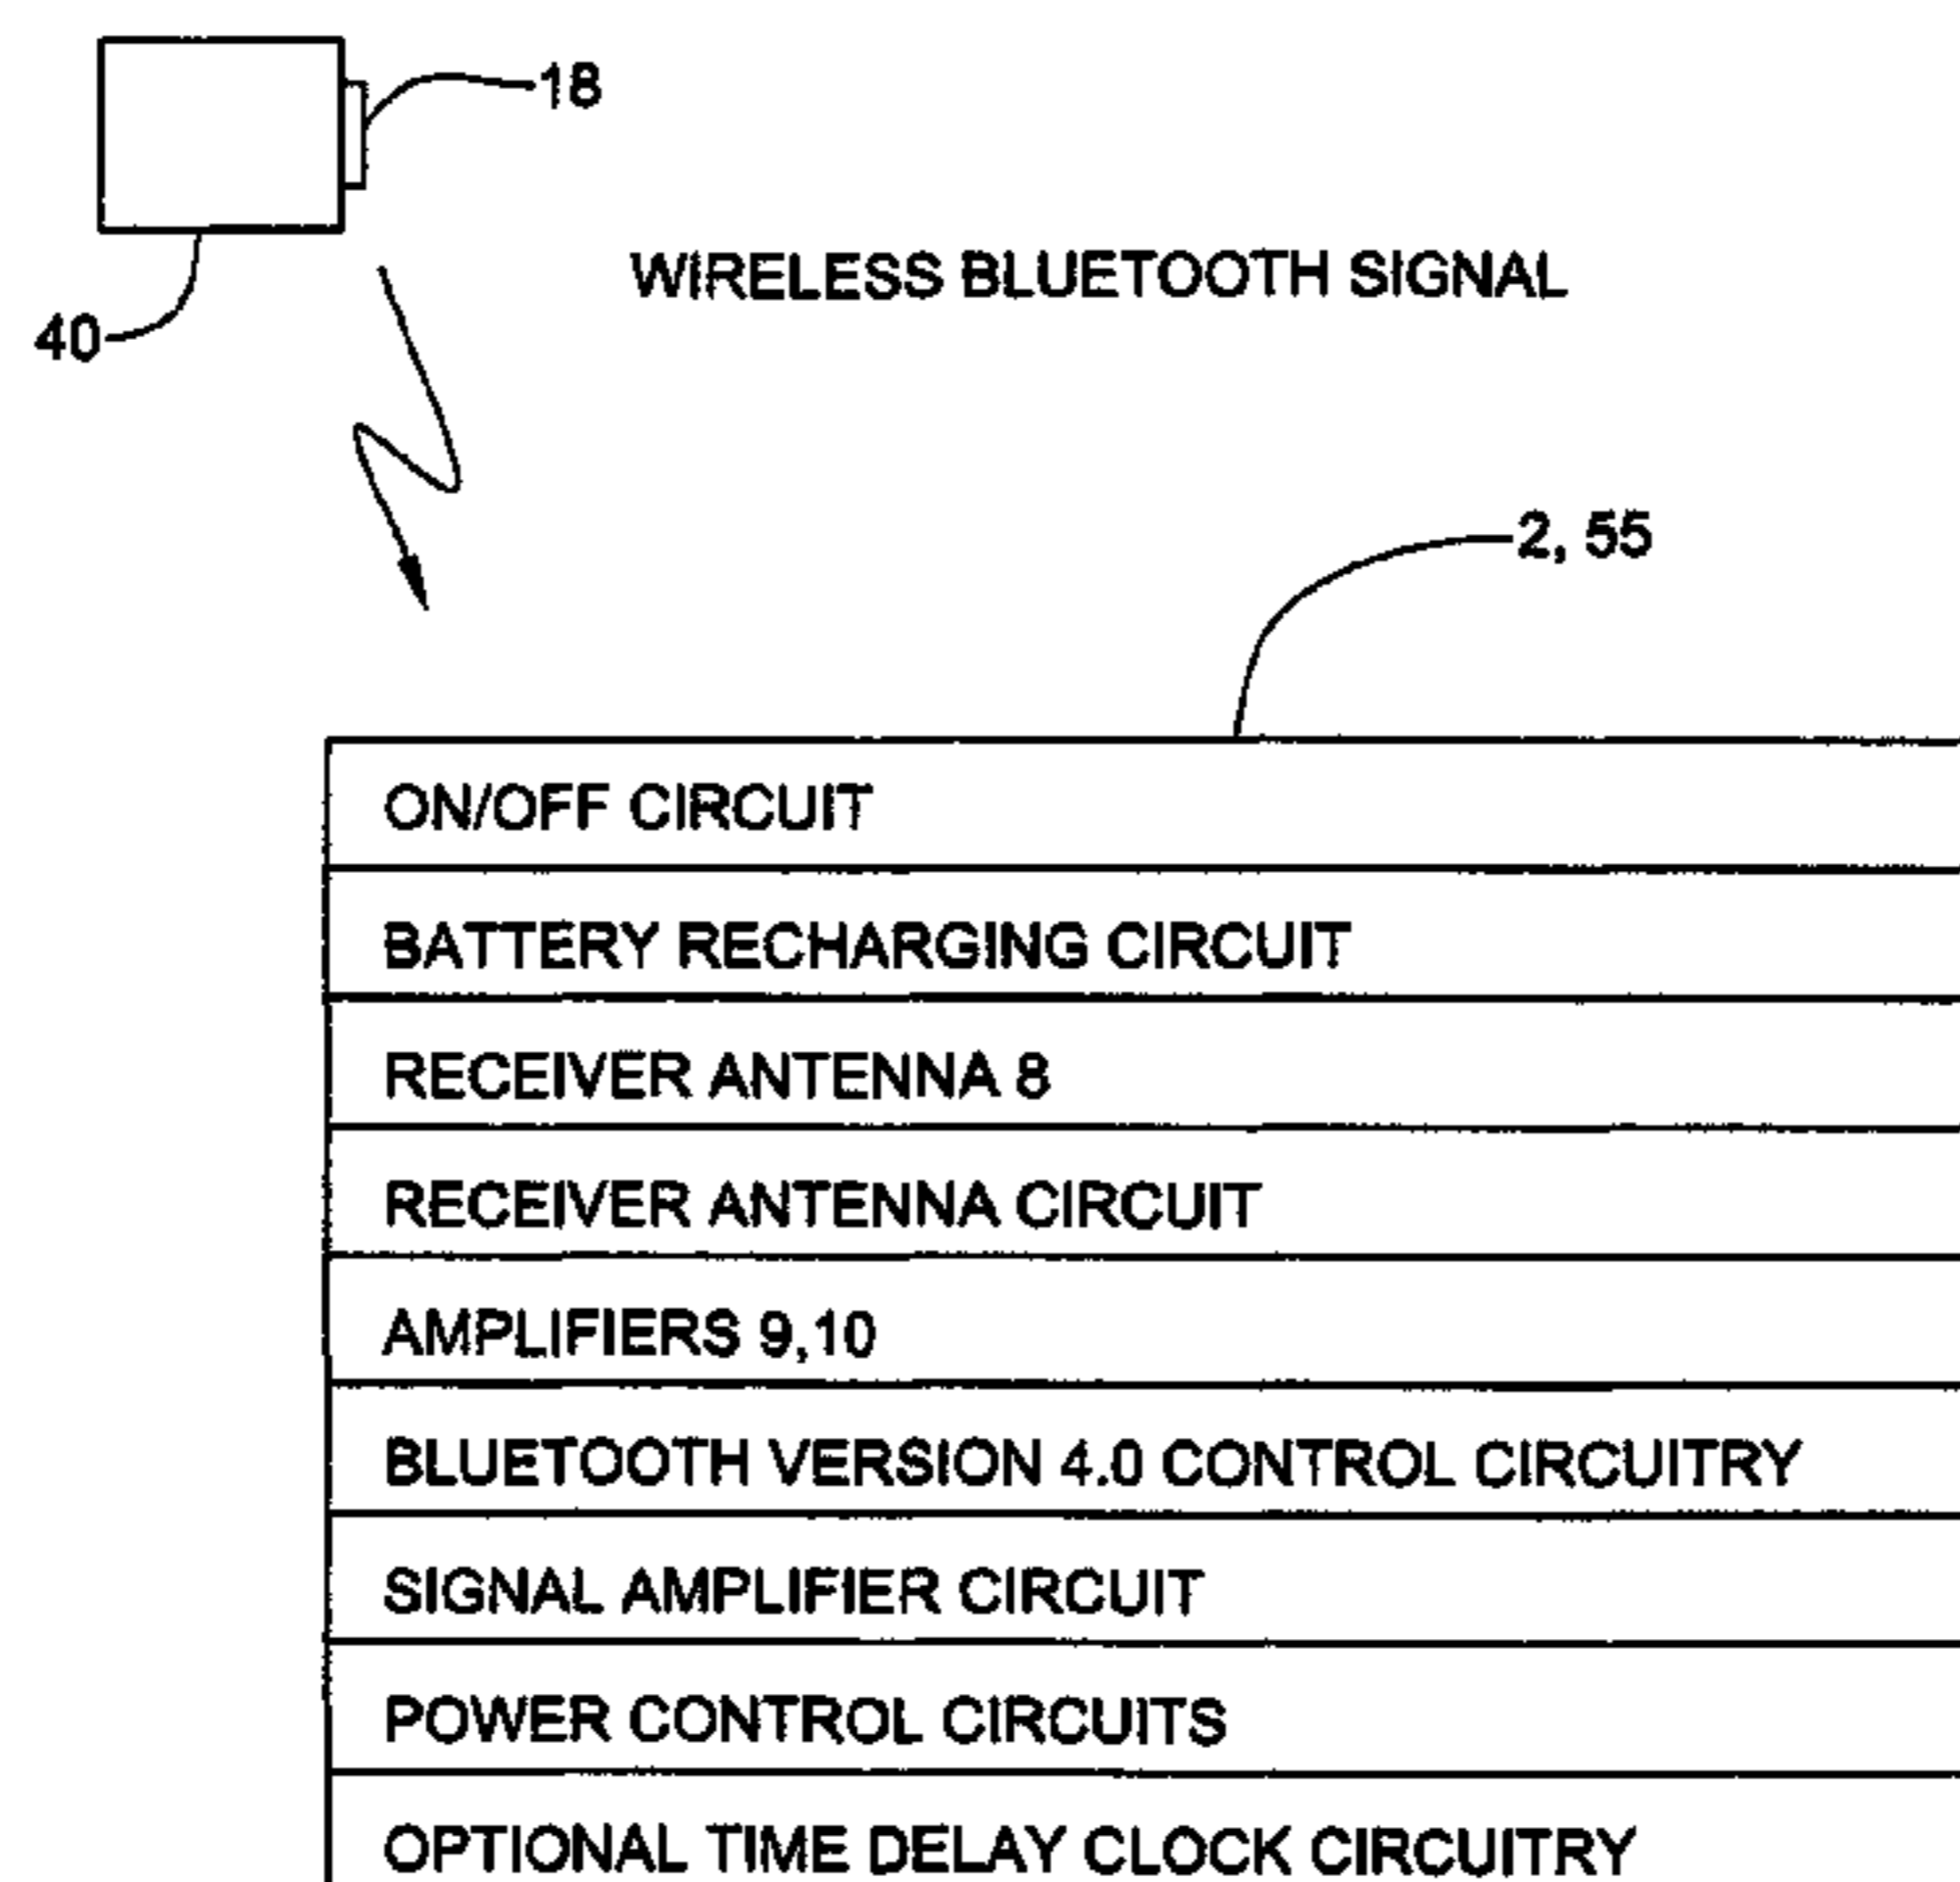 18
WIRELESS BLUETOOTH SIGNAL
40
2, 55
ON/OFF CIRCUIT
BATTERY RECHARGING CIRCUIT
RECEIVER ANTENNA 8
RECEIVER ANTENNA CIRCUIT
AMPLIFIERS 9,10
BLUETOOTH VERSION 4.0 CONTROL CIRCUITRY
SIGNAL AMPLIFIER CIRCUIT
POWER CONTROL CIRCUITS
OPTIONAL TIME DELAY CLOCK CIRCUITRY